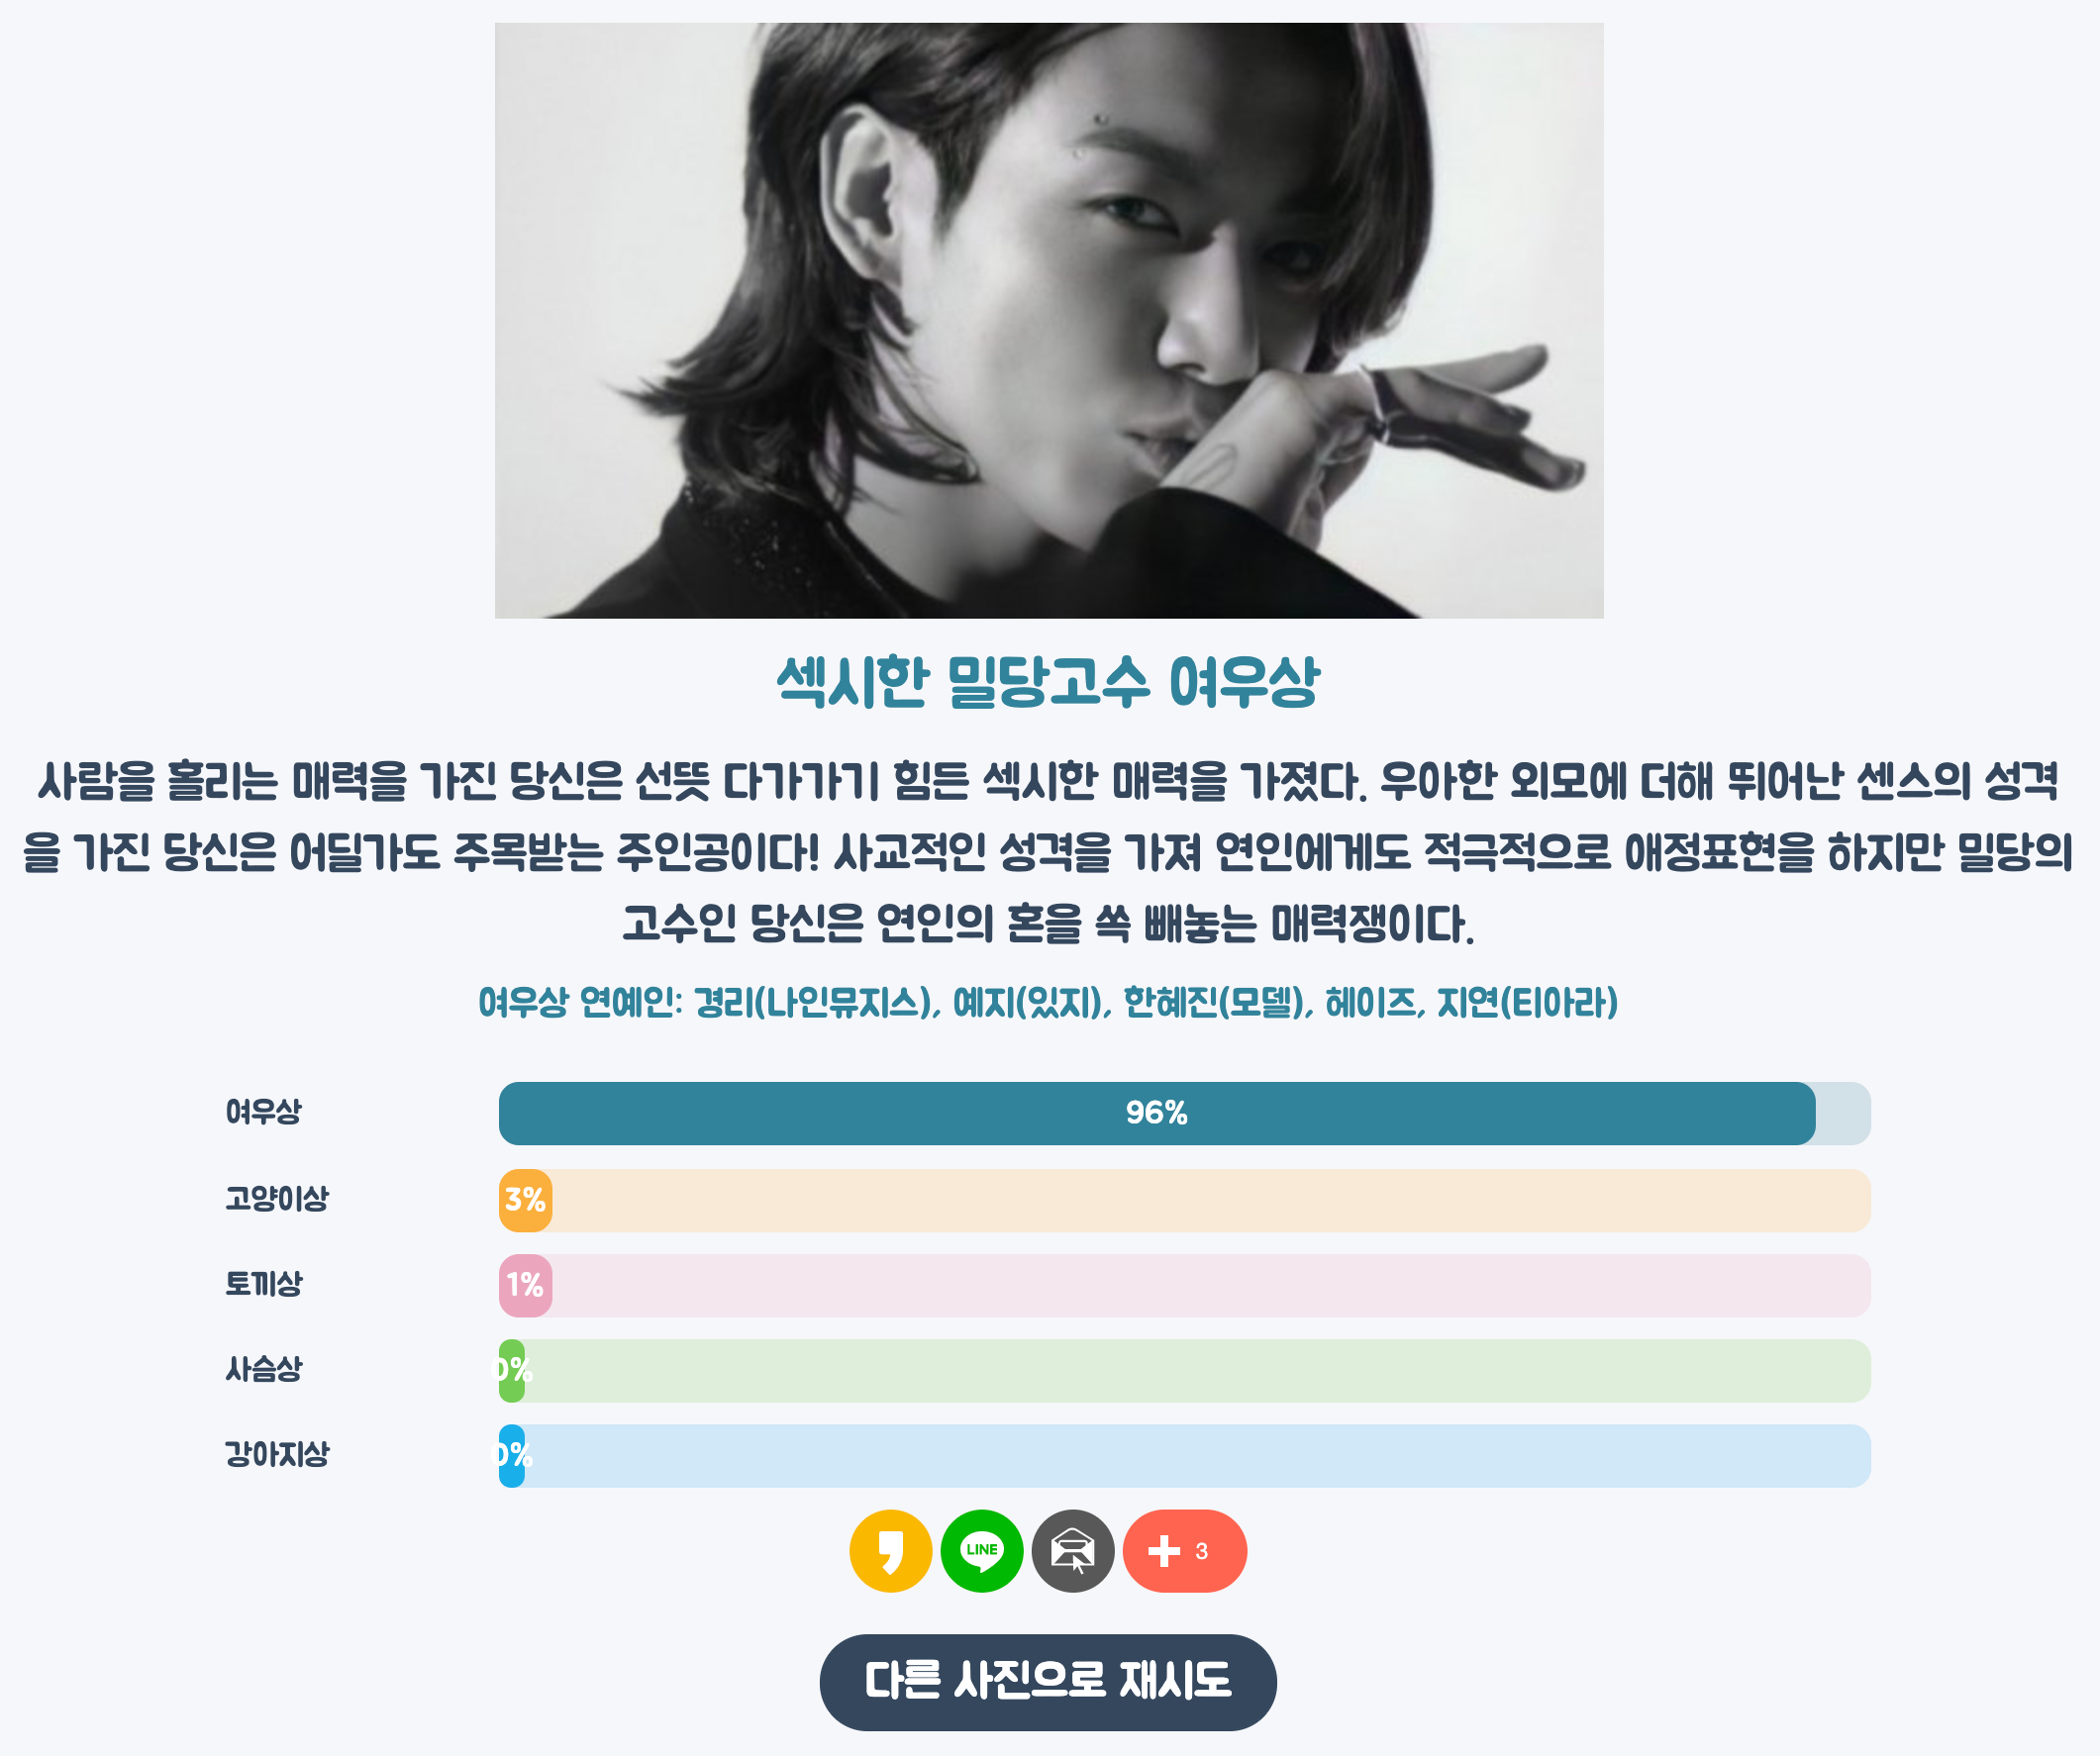 섹시한 밀당고수 여우상
사람을 홀리는 매력을 가진 당신은 선뜻 다가가기 힘든 섹시한 매력을 가졌다. 우아한 외모에 더해 뛰어난 센스의 성격
을 가진 당신은 어딜가도 주목받는 주인공이다! 사교적인 성격을 가져 연인에게도 적극적으로 애정표현을 하지만 밀당의
고수인 당신은 연인의 혼을 쏙 빼놓는 매력쟁이다.
여우상 연예인: 경리(나인뮤지스), 예지(있지), 한혜진(모델), 헤이즈, 지연(티아라)
여우상 96%
고양이상 3%
토끼상 1%
사슴상 0%
강아지상 0%
LINE 3
다른 사진으로 재시도